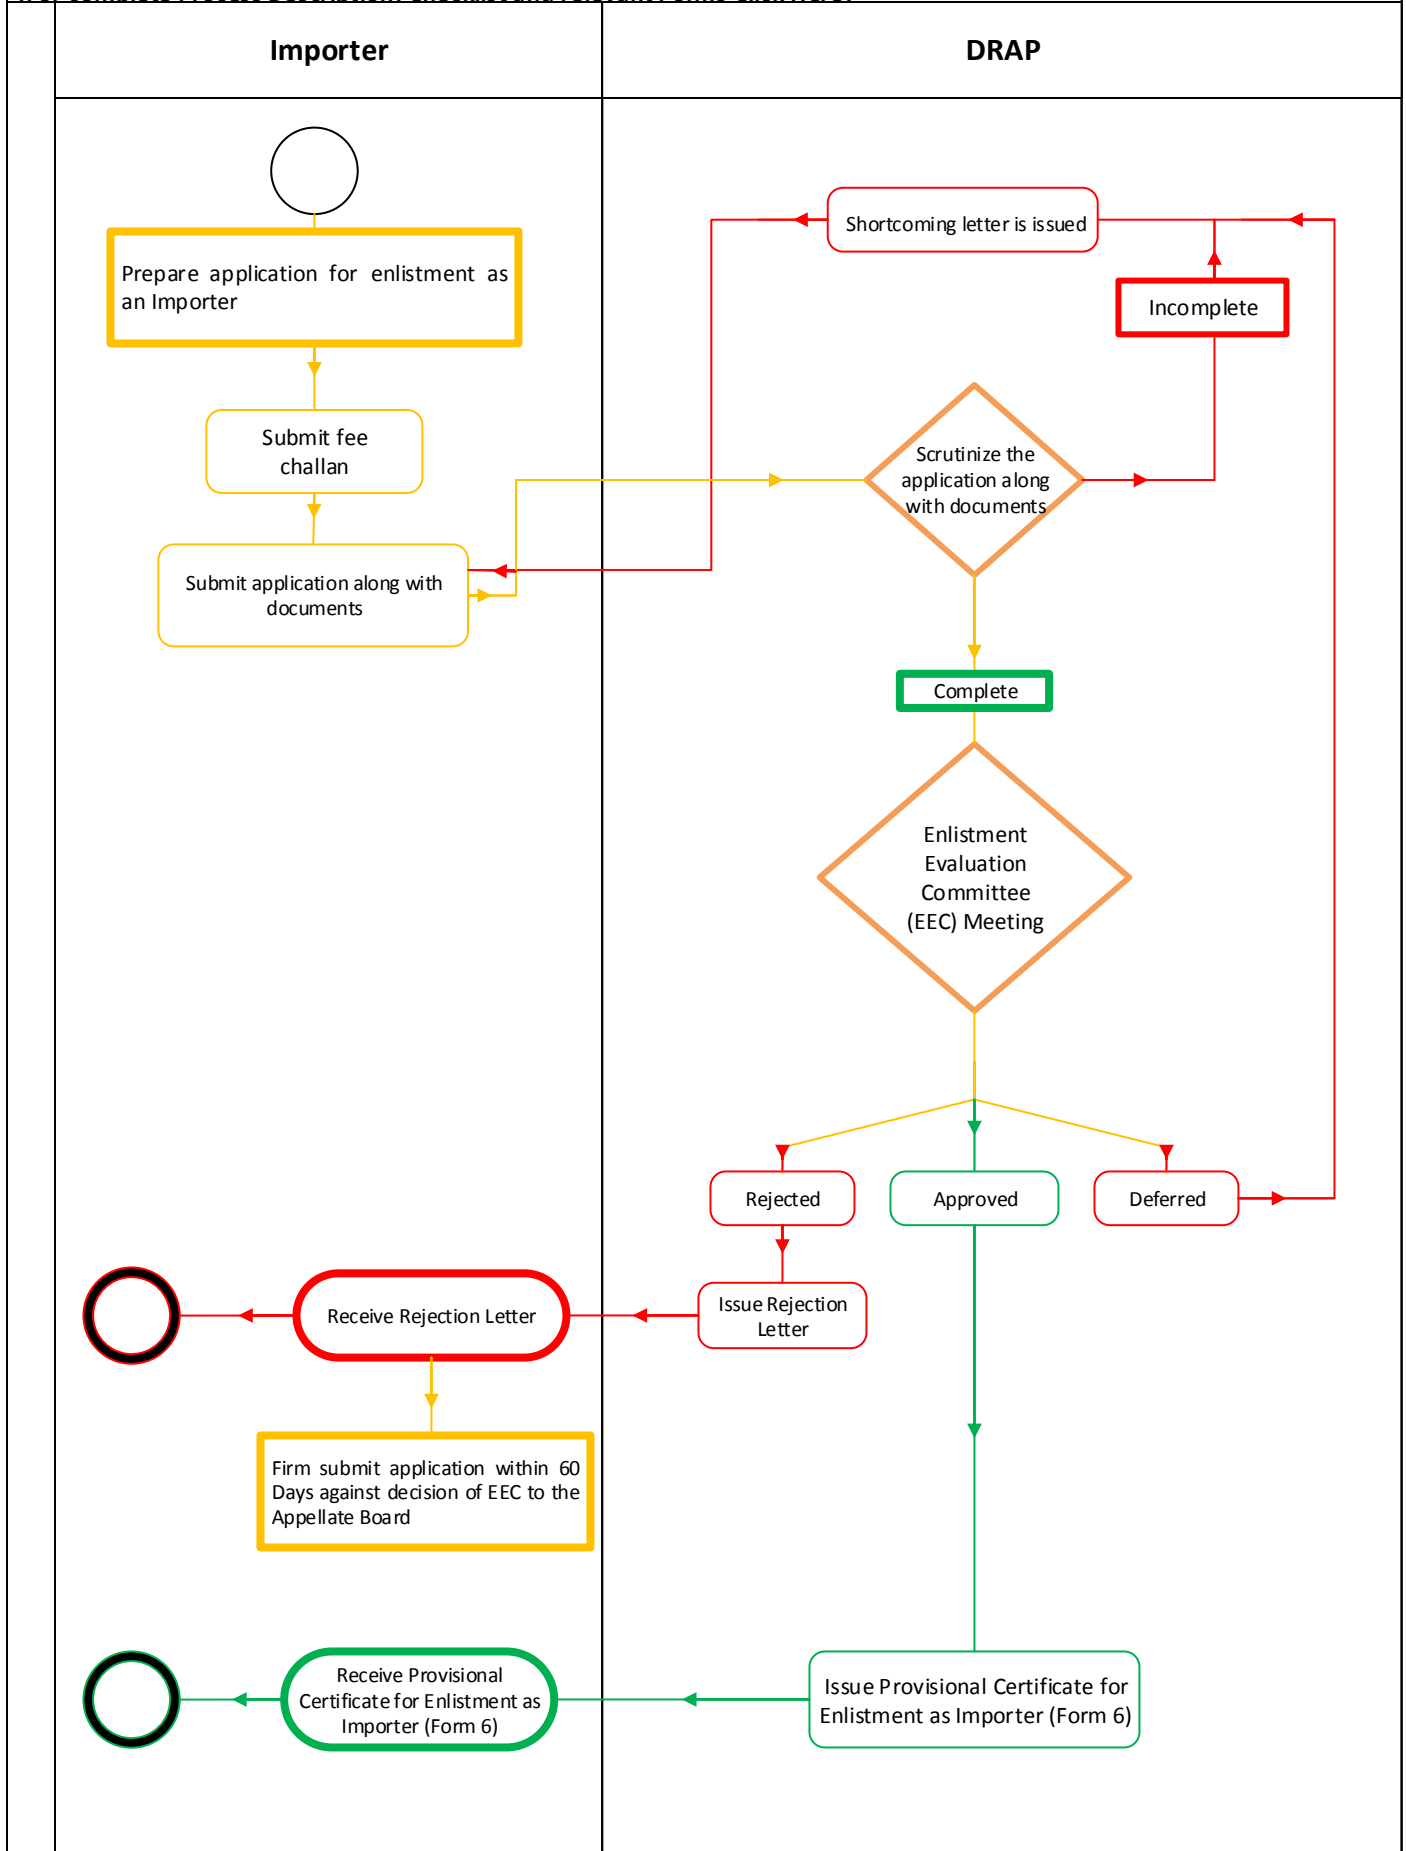 Importer
DRAP
Shortcoming letter is issued
Prepare application for enlistment as
an Importer
Incomplete
Submit fee
challan
Scrutinize the
application along
with documents
Submit application along with
documents
Complete
Enlistment
Evaluation
Committee
(EEC) Meeting
Rejected
Approved
Deferred
Receive Rejection Letter
Issue Rejection
Letter
Firm submit application within 60
Days against decision of EEC to the
Appellate Board
Receive Provisional
Certificate for Enlistment as
Importer (Form 6)
Issue Provisional Certificate for
Enlistment as Importer (Form 6)